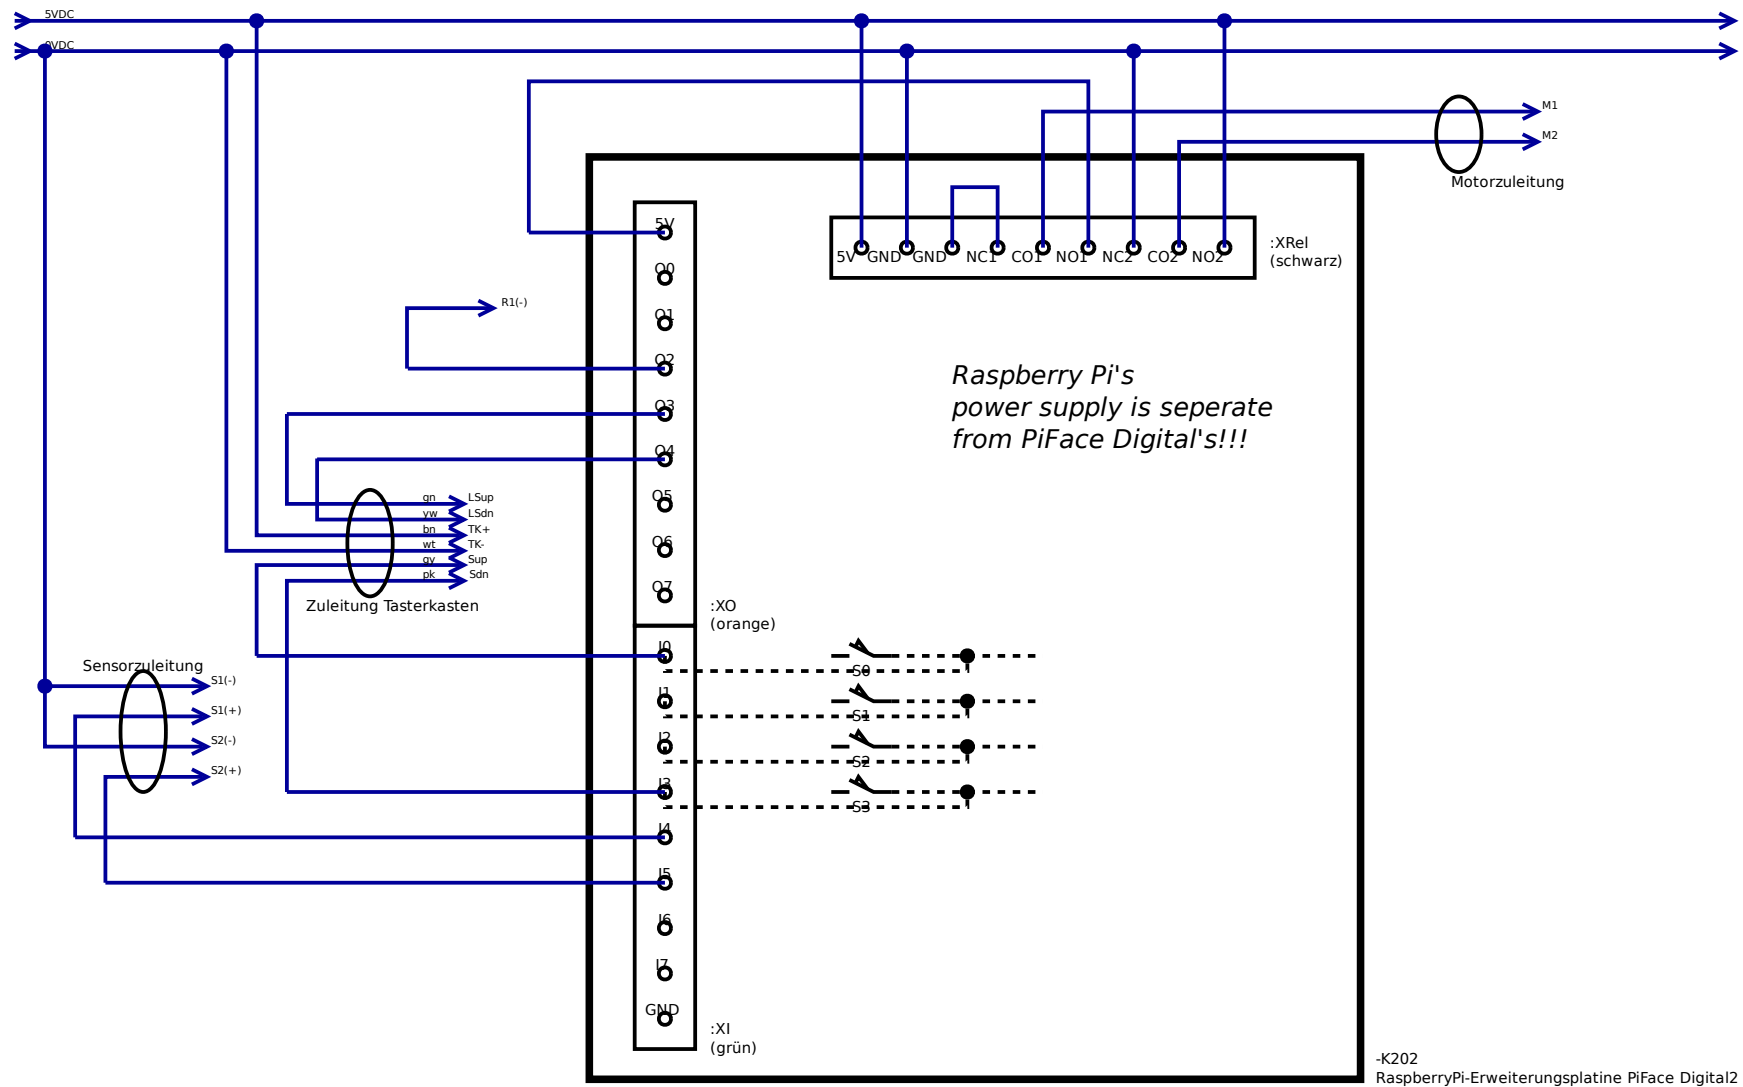 5VDC
0VDC
M1
M2
Motorzuleitung
5V
O0
O1
O2
O3
O4
O5
O6
O7
:XO
(orange)
5V
GND
GND
NC1
CO1
NO1
NC2
CO2
NO2
:XRel
(schwarz)
R1(-)
Raspberry Pi's
power supply is seperate
from PiFace Digital's!!!
gn LSup
yw LSdn
bn TK+
wt TK-
gy Sup
pk Sdn
Zuleitung Tasterkasten
Sensorzuleitung
S1(-)
S1(+)
S2(-)
S2(+)
I0
I1
I2
I3
I4
I5
I6
I7
GND
S0
S1
S2
S3
:XI
(grün)
-K202
RaspberryPi-Erweiterungsplatine PiFace Digital2